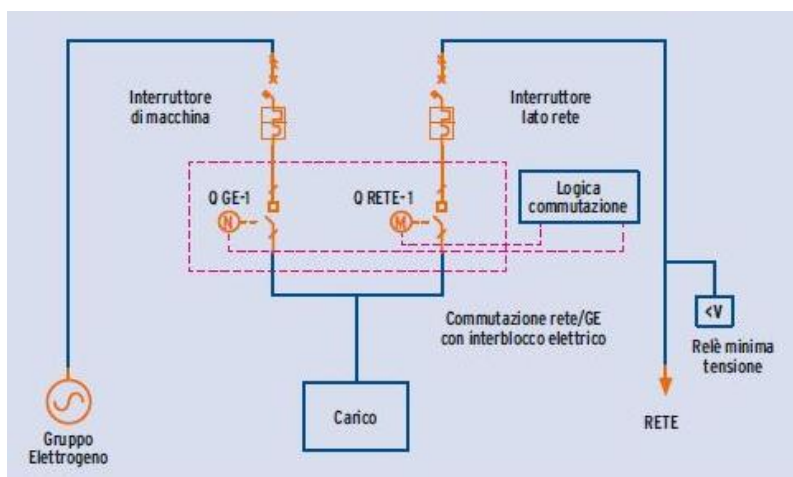 Interruttore
di macchina
Interruttore
lato rete
Q GE-1
N
Q RETE-1
M
Logica
commutazione
Commutazione rete/GE
con interblocco elettrico
<V
Relè minima
tensione
Carico
RETE
Gruppo
Elettrogeno